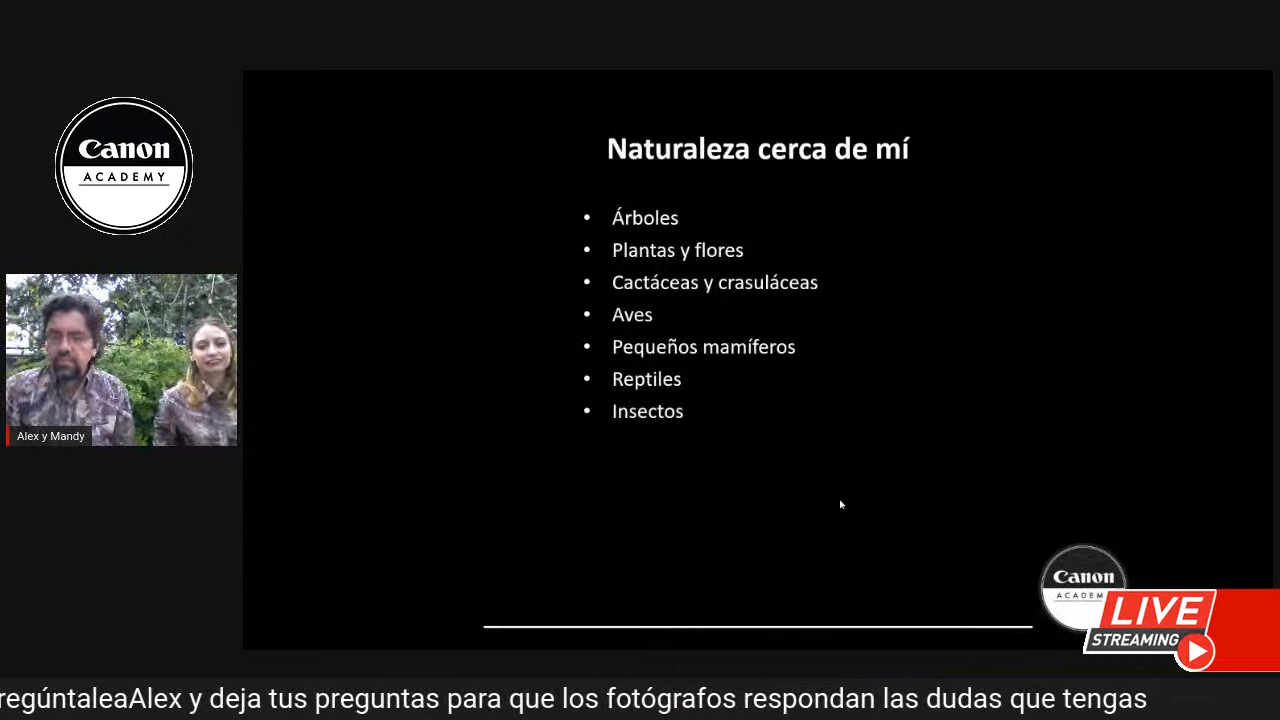 Canon
ACADEMY
Naturaleza cerca de mí
• Árboles
• Plantas y flores
• Cactáceas y crasuláceas
• Aves
• Pequeños mamíferos
• Reptiles
• Insectos
Alex y Mandy
Canon
ACADEM
LIVE
STREAMING
regúntaleaAlex y deja tus preguntas para que los fotógrafos respondan las dudas que tengas